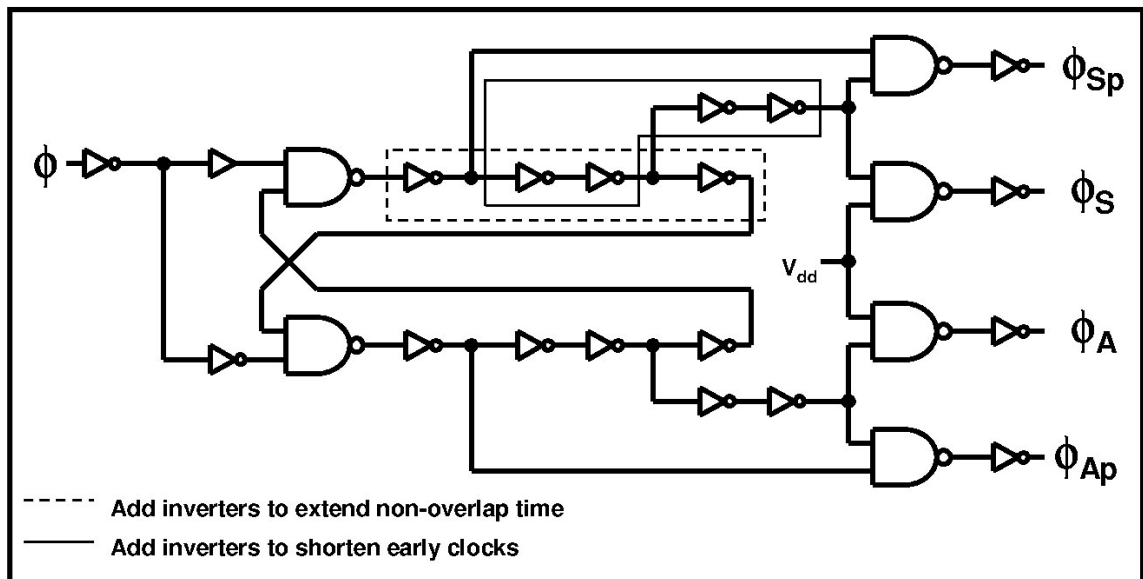 ϕ
ϕSp
ϕS
Vdd
ϕA
ϕAp
Add inverters to extend non-overlap time
Add inverters to shorten early clocks